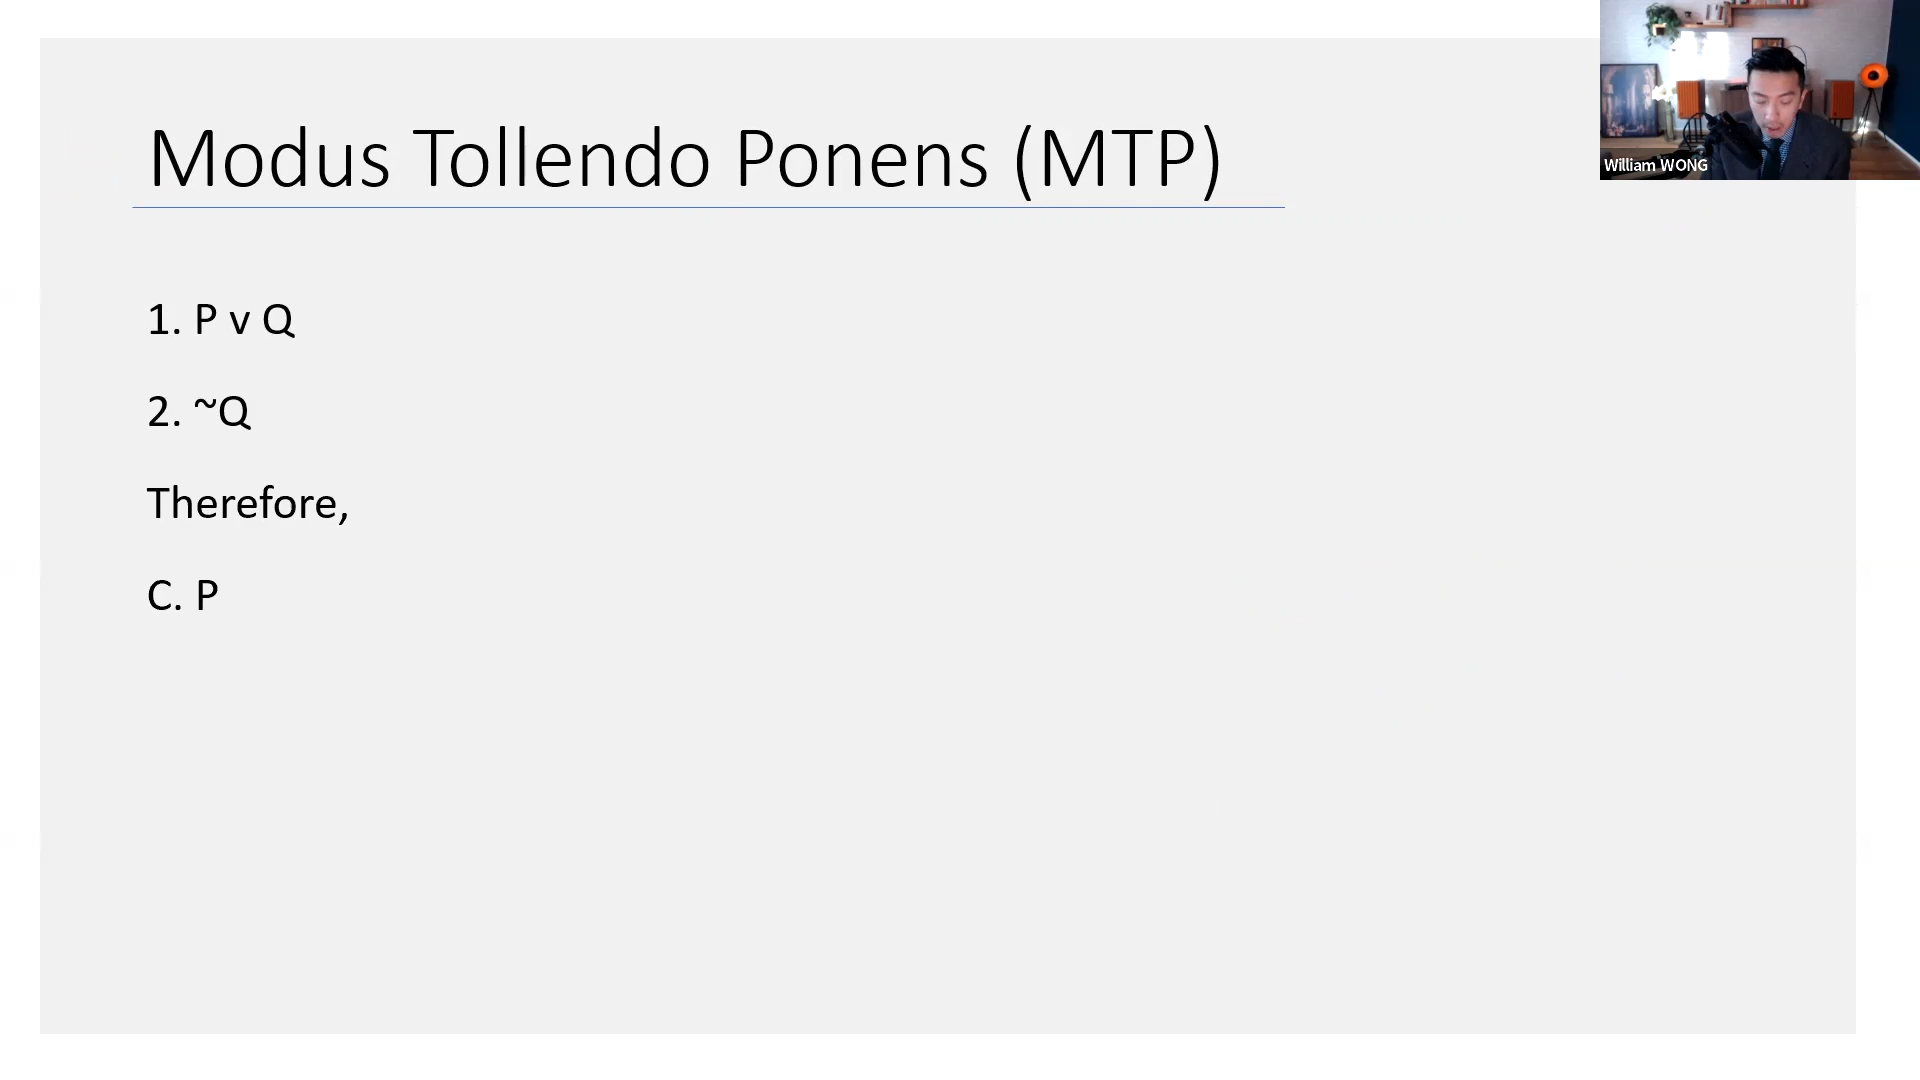 Modus Tollendo Ponens (MTP)
William WONG
1. P v Q
2. ~Q
Therefore,
C. P